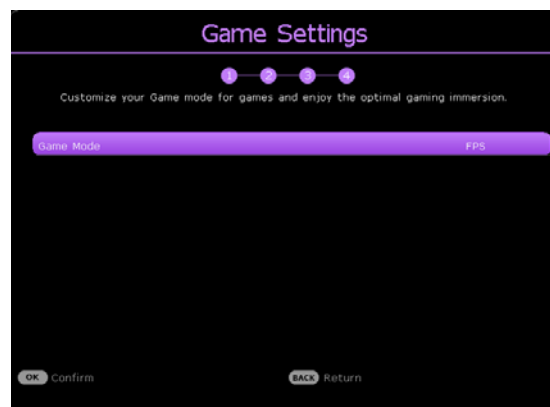 Game Settings
1 2 3 4
Customize your Game mode for games and enjoy the optimal gaming immersion.
Game Mode FPS
OK Confirm BACK Return